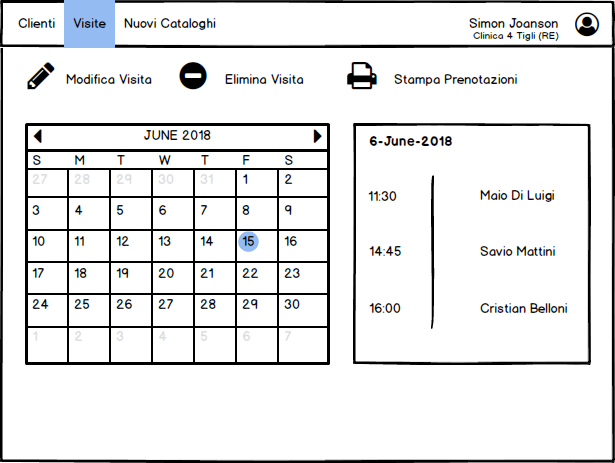 Clienti Visite Nuovi Cataloghi
Simon Joanson
Clinica 4 Tigli (RE)
Modifica Visita Elimina Visita Stampa Prenotazioni
JUNE 2018
S M T W T F S
27 28 29 30 31 1 2
3 4 5 6 7 8 9
10 11 12 13 14 15 16
17 18 19 20 21 22 23
24 25 26 27 28 29 30
1 2 3 4 5 6 7
6-June-2018
11:30 Maio Di Luigi
14:45 Savio Mattini
16:00 Cristian Belloni